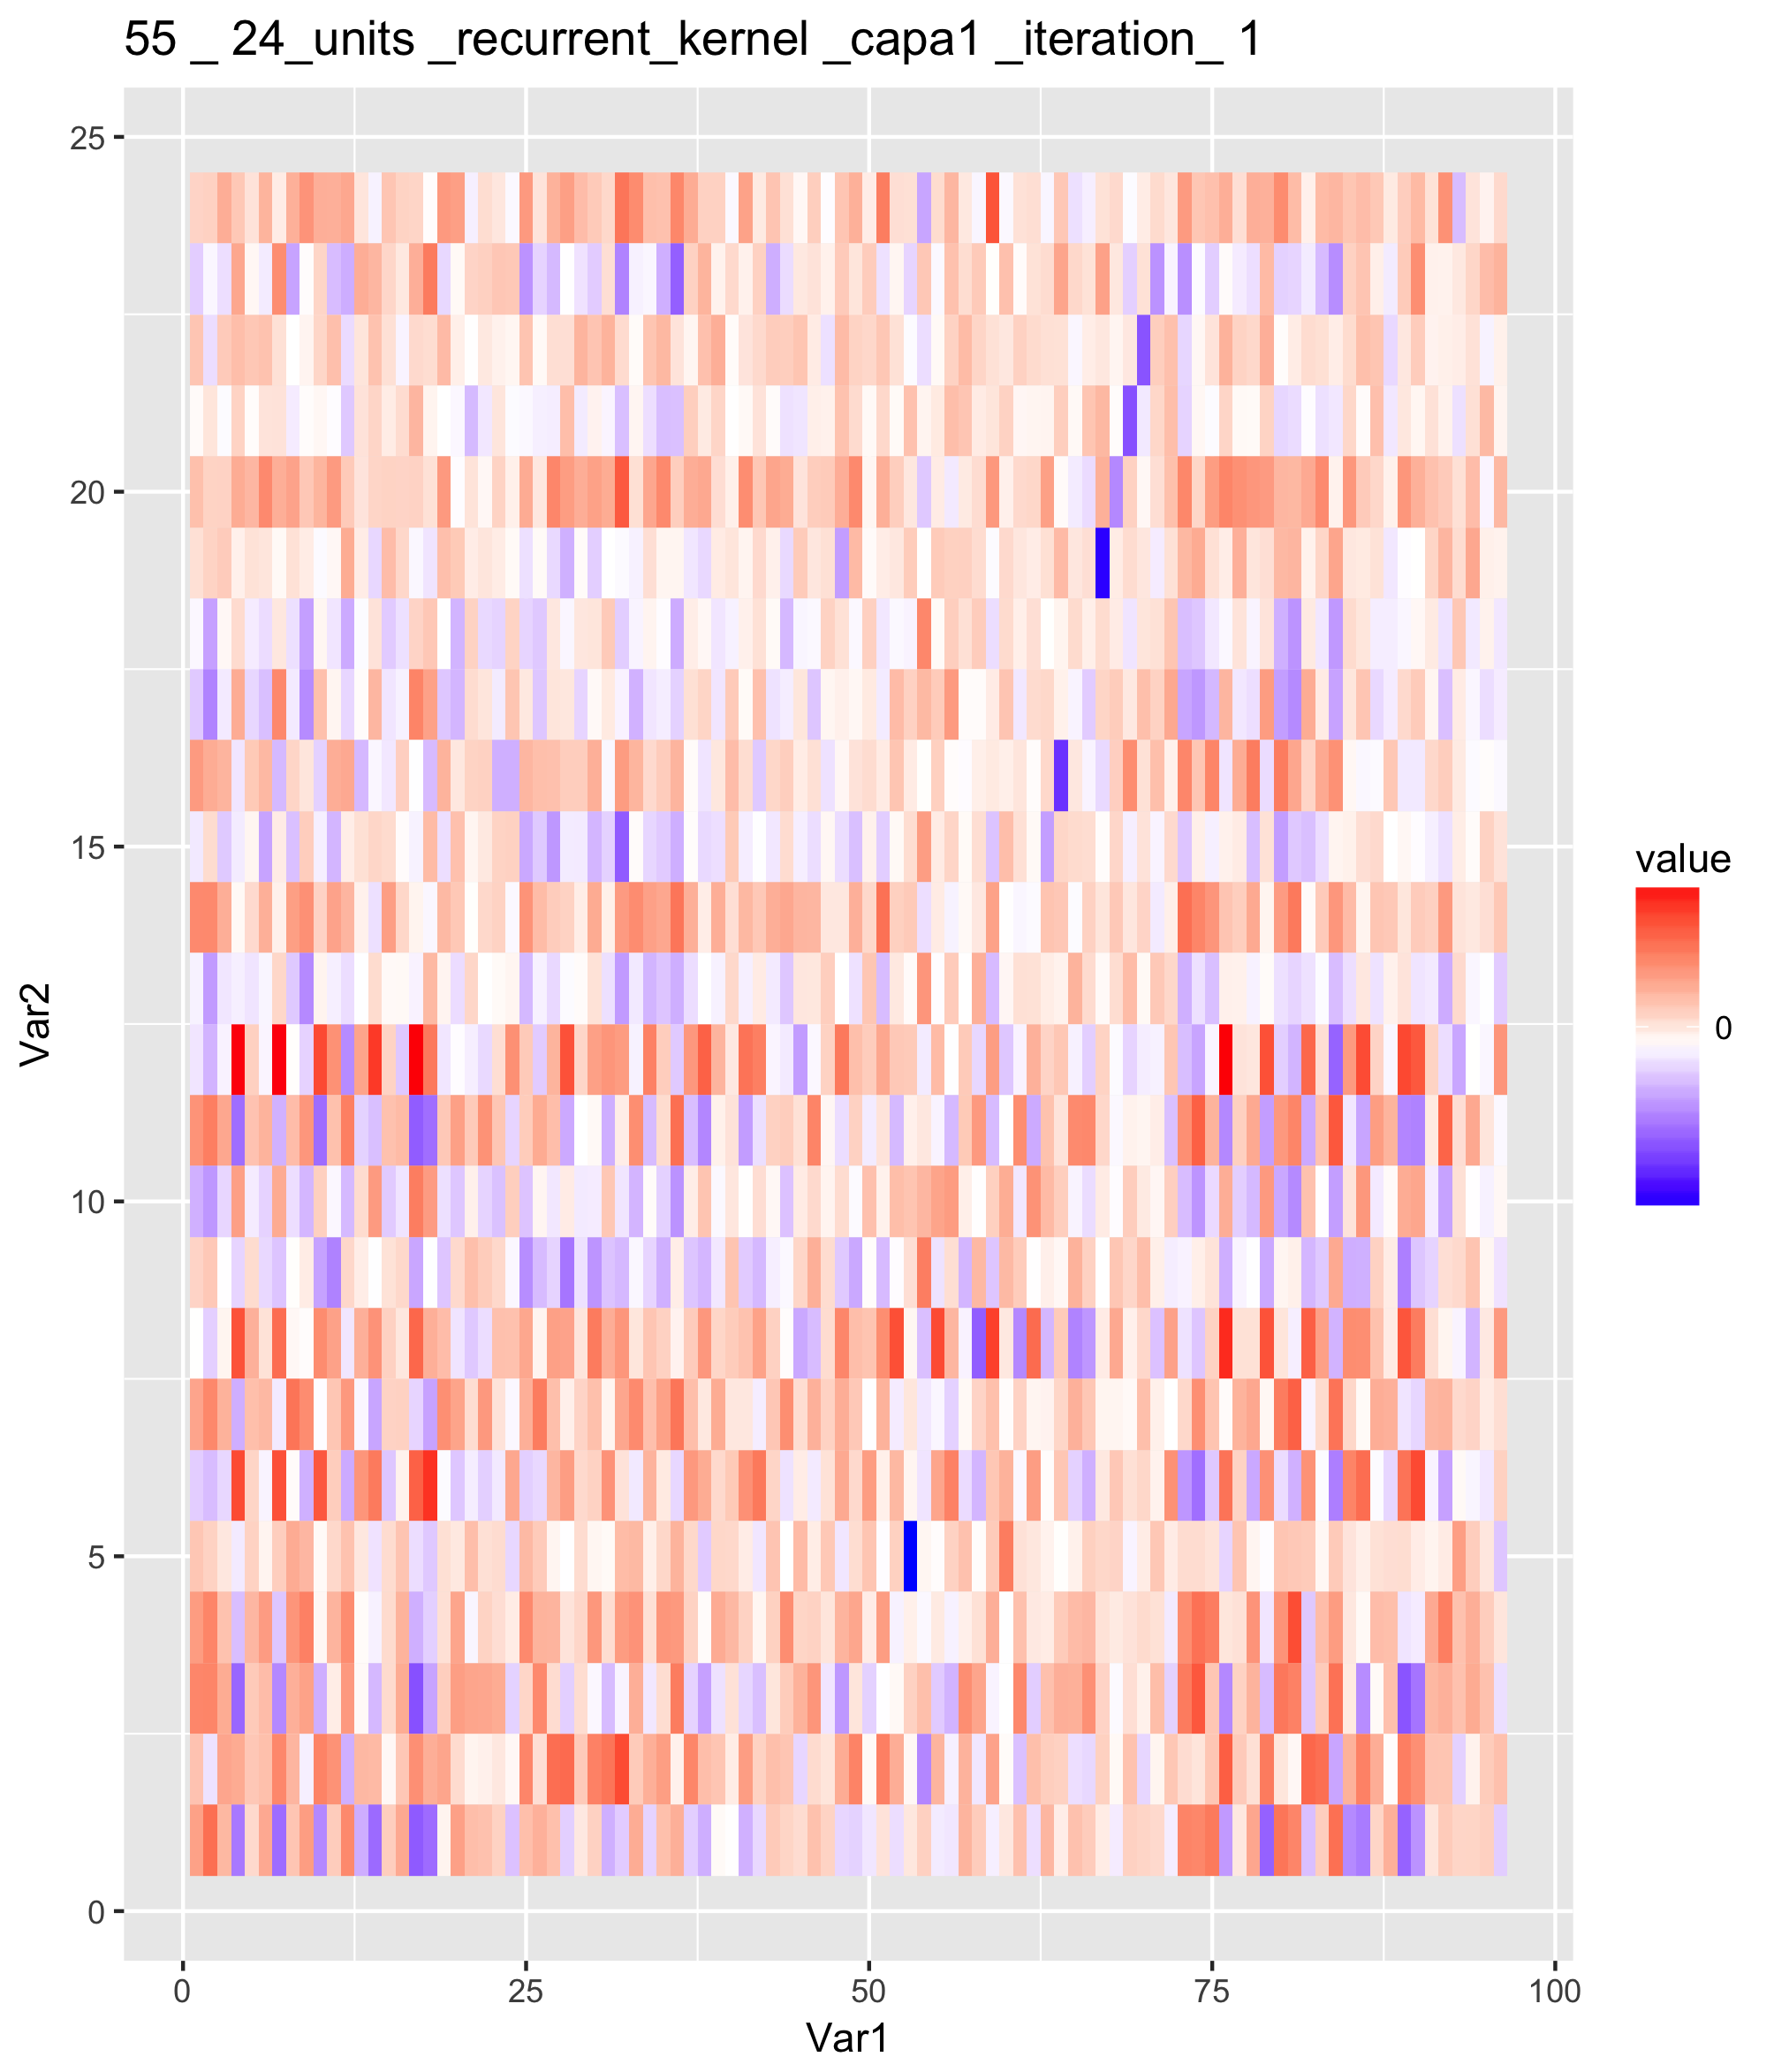 55 _ 24_units _recurrent_kernel _capa1 _iteration_ 1
25
20
15
10
5
0
0 25 50 75 100
Var1
Var2
value
0